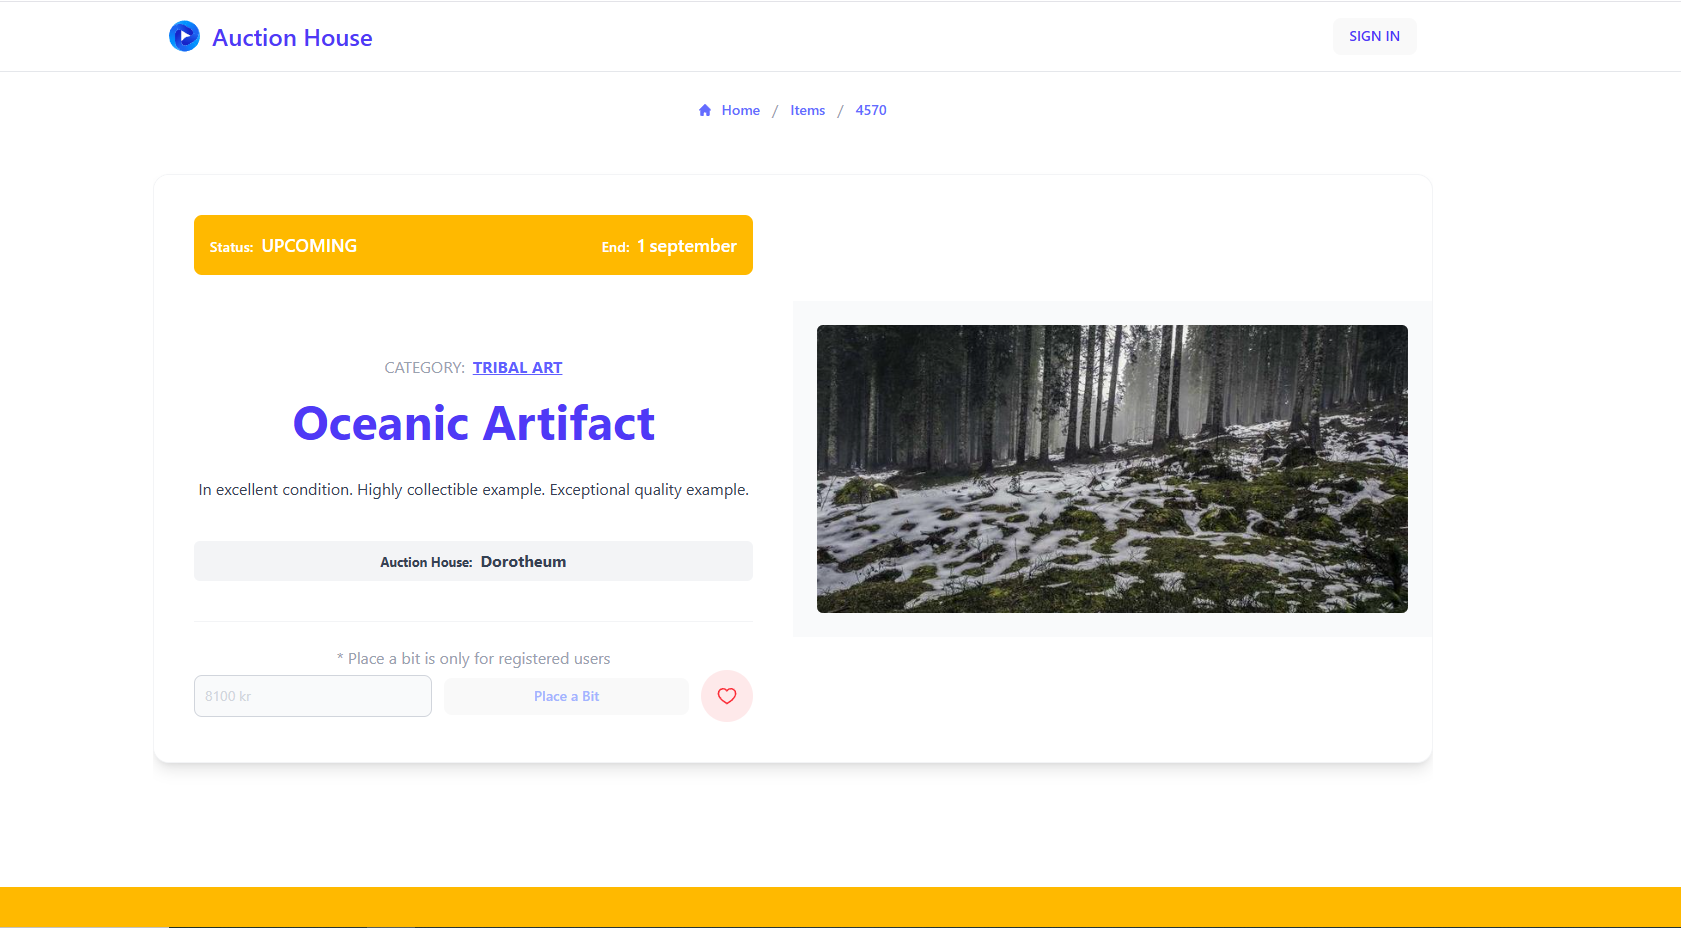 Auction House
SIGN IN
Home / Items / 4570
Status: UPCOMING End: 1 september
CATEGORY: TRIBAL ART
Oceanic Artifact
In excellent condition. Highly collectible example. Exceptional quality example.
Auction House: Dorotheum
* Place a bit is only for registered users
8100 kr
Place a Bit